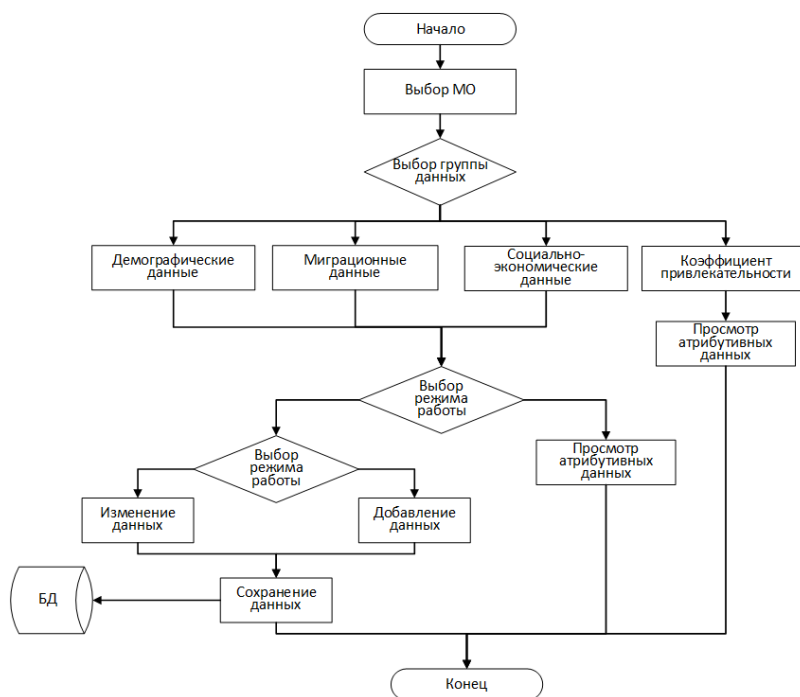 Начало
Выбор МО
Выбор группы
данных
Демографические
данные
Миграционные
данные
Социально-
экономические
данные
Коэффициент
привлекательности
Просмотр
атрибутивных
данных
Выбор
режима
работы
Выбор
режима
работы
Просмотр
атрибутивных
данных
Изменение
данных
Добавление
данных
БД
Сохранение
данных
Конец